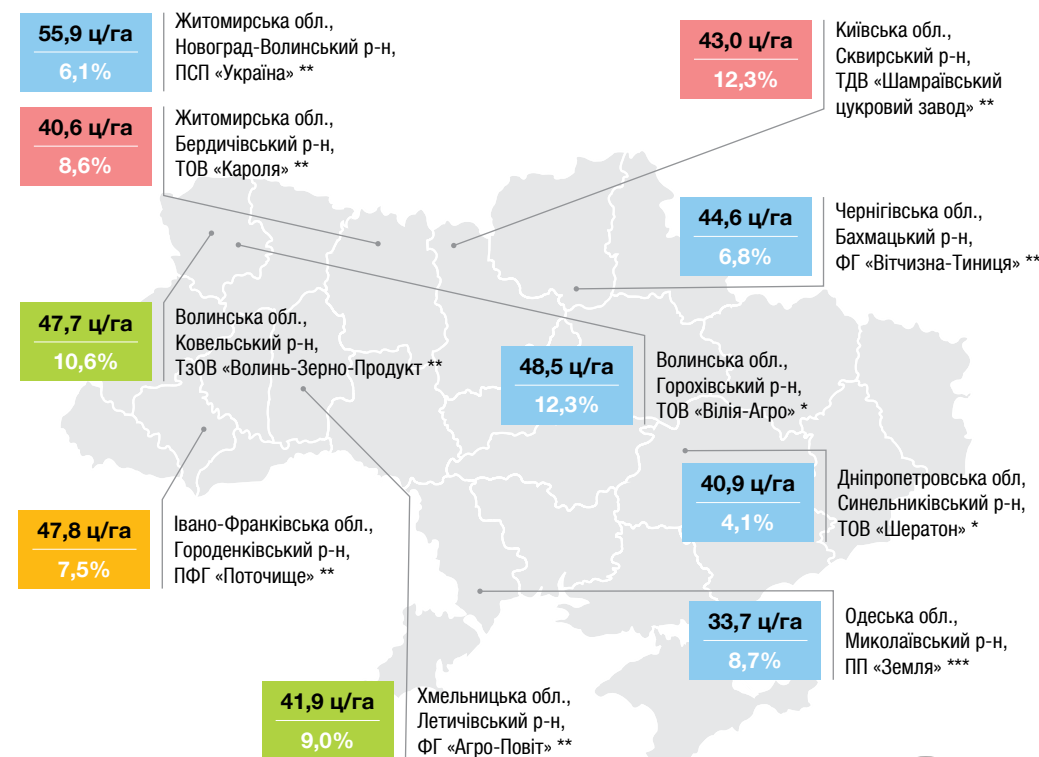 55,9 ц/га
6,1%
Житомирська обл.,
Новоград-Волинський р-н,
ПСП «Україна» **
43,0 ц/га
12,3%
Київська обл.,
Сквирський р-н,
ТДВ «Шамраївський
цукровий завод» **
40,6 ц/га
8,6%
Житомирська обл.,
Бердичівський р-н,
ТОВ «Кароля» **
44,6 ц/га
6,8%
Чернігівська обл.,
Бахмацький р-н,
ФГ «Вітчизна-Тиниця» **
47,7 ц/га
10,6%
Волинська обл.,
Ковельський р-н,
ТзОВ «Волинь-Зерно-Продукт **
48,5 ц/га
12,3%
Волинська обл.,
Горохівський р-н,
ТОВ «Вілія-Агро» *
40,9 ц/га
4,1%
Дніпропетровська обл,
Синельниківський р-н,
ТОВ «Шератон» *
47,8 ц/га
7,5%
Івано-Франківська обл.,
Городенківський р-н,
ПФГ «Поточище» **
33,7 ц/га
8,7%
Одеська обл.,
Миколаївський р-н,
ПП «Земля» ***
41,9 ц/га
9,0%
Хмельницька обл.,
Летичівський р-н,
ФГ «Агро-Повіт» **